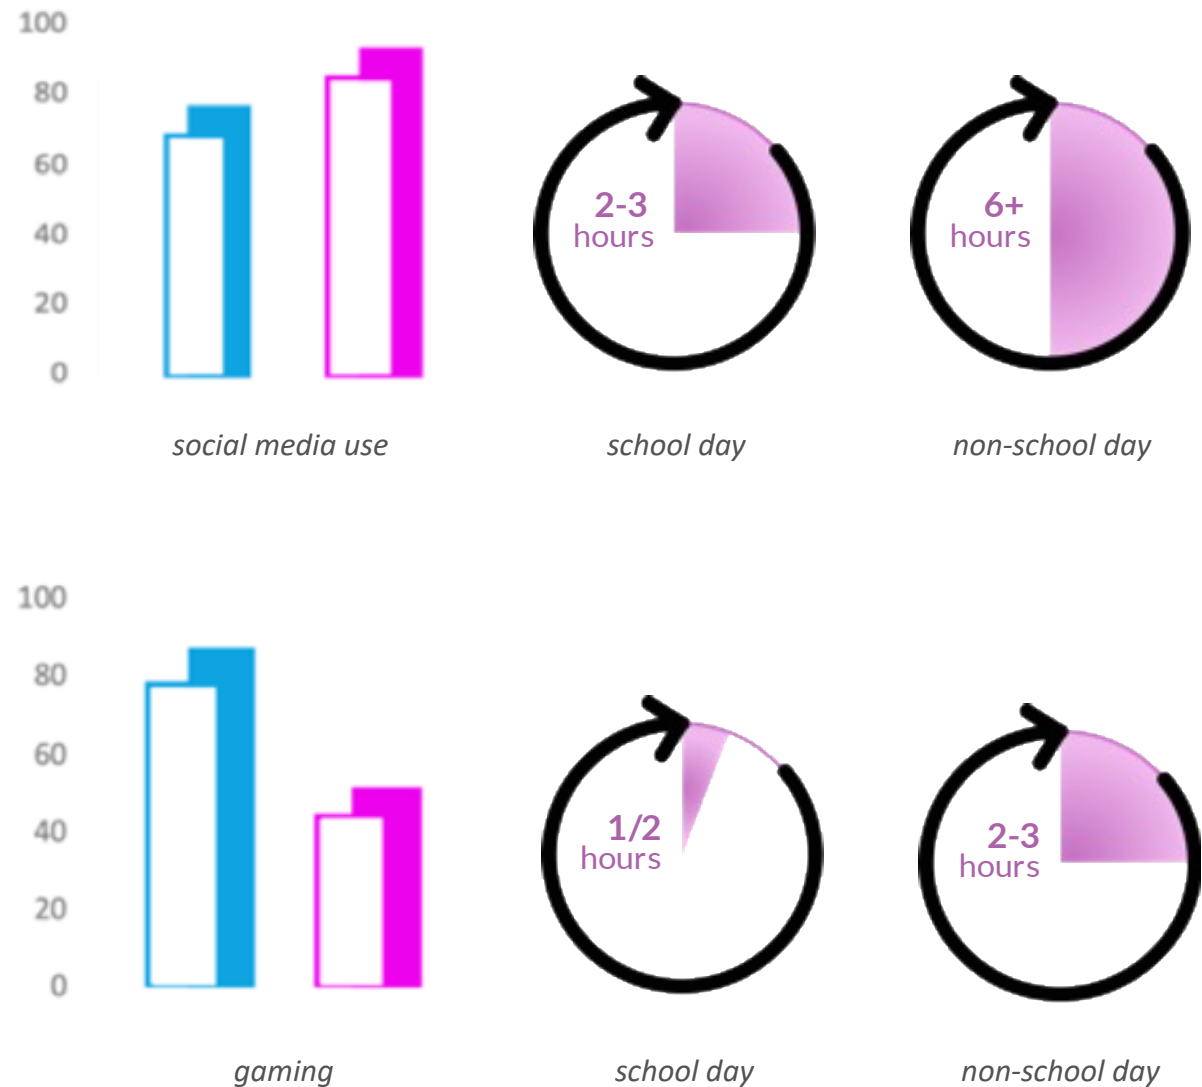 100
80
60
40
20
0
2-3
hours
6+
hours
social media use
school day
non-school day
100
80
60
40
20
0
1/2
hours
2-3
hours
gaming
school day
non-school day